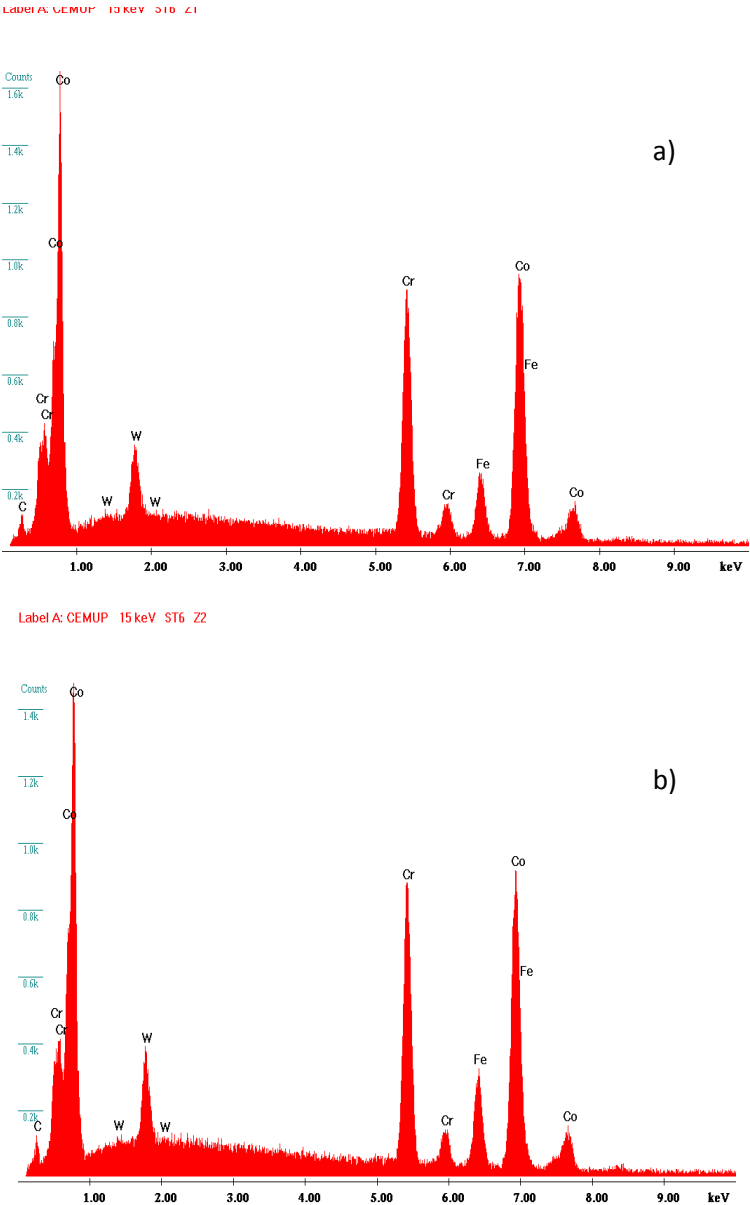 Label A: CEMUP 15 keV ST6 Z1
Counts
Co
1.6k
a)
1.4k
1.2k
Co
1.0k
Co
Cr
0.8k
Fe
0.6k
Cr
Cr
0.4k
W
Fe
0.2k
C
W
W
Cr
Co
1.00 2.00 3.00 4.00 5.00 6.00 7.00 8.00 9.00 keV
Label A: CEMUP 15 keV ST6 Z2
Counts
Co
1.4k
b)
1.2k
Co
1.0k
Co
Cr
0.8k
Fe
0.6k
Cr
Cr
0.4k
W
Fe
0.2k
C
W
W
Cr
Co
1.00 2.00 3.00 4.00 5.00 6.00 7.00 8.00 9.00 keV